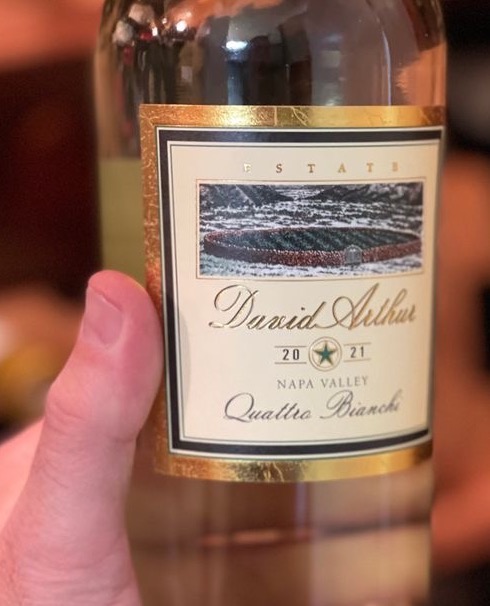 ESTATE
David Arthur
20 21
NAPA VALLEY
Quattro Bianchi